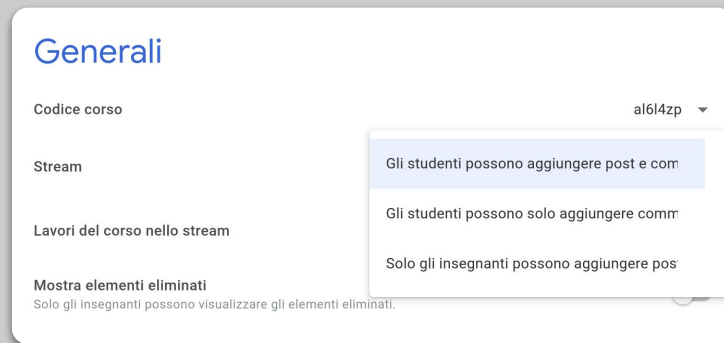 Generali
Codice corso al6l4zp
Stream
Gli studenti possono aggiungere post e com
Gli studenti possono solo aggiungere comm
Lavori del corso nello stream
Solo gli insegnanti possono aggiungere pos
Mostra elementi eliminati
Solo gli insegnanti possono visualizzare gli elementi eliminati.